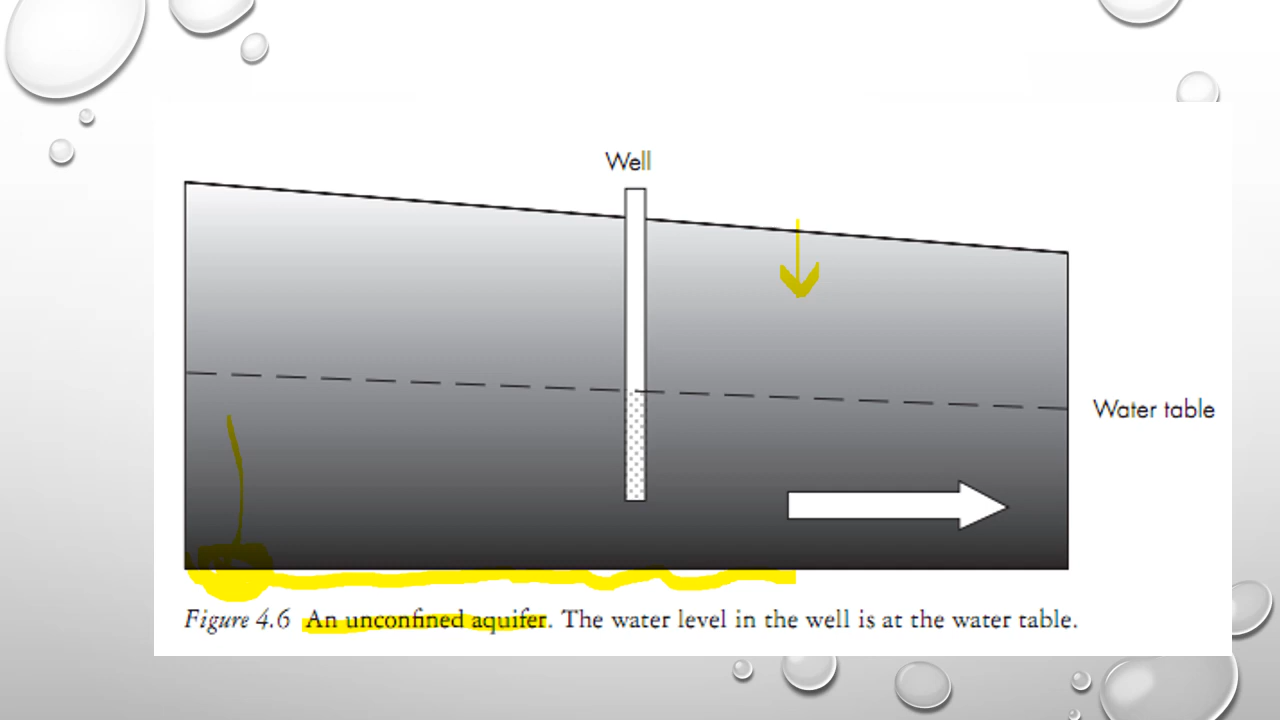 Well
Water table
Figure 4.6 An unconfined aquifer. The water level in the well is at the water table.